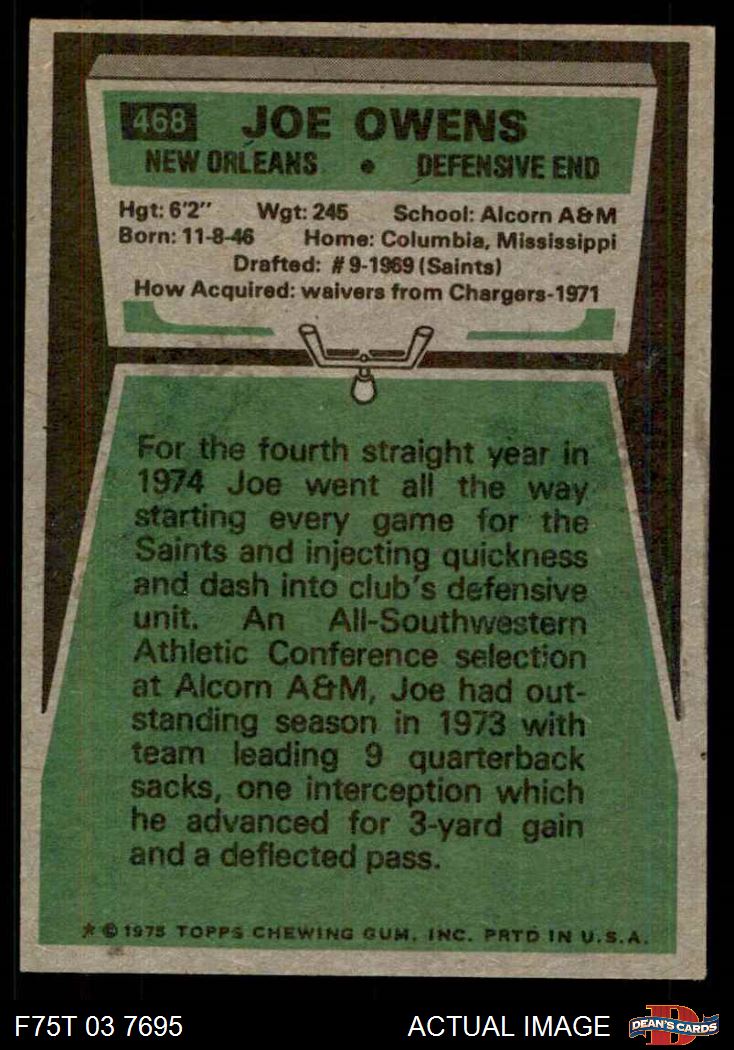 468 JOE OWENS
NEW ORLEANS • DEFENSIVE END
Hgt: 6'2" Wgt: 245 School: Alcorn A&M
Born: 11-8-46 Home: Columbia, Mississippi
Drafted: #9-1969 (Saints)
How Acquired: waivers from Chargers-1971
For the fourth straight year in
1974 Joe went all the way
starting every game for the
Saints and injecting quickness
and dash into club's defensive
unit. An All-Southwestern
Athletic Conference selection
at Alcorn A&M, Joe had out-
standing season in 1973 with
team leading 9 quarterback
sacks, one interception which
he advanced for 3-yard gain
and a deflected pass.
*© 1975 TOPPS CHEWING GUM, INC. PRTD IN U.S.A.
F75T 03 7695 ACTUAL IMAGE D DEAN'S CARDS